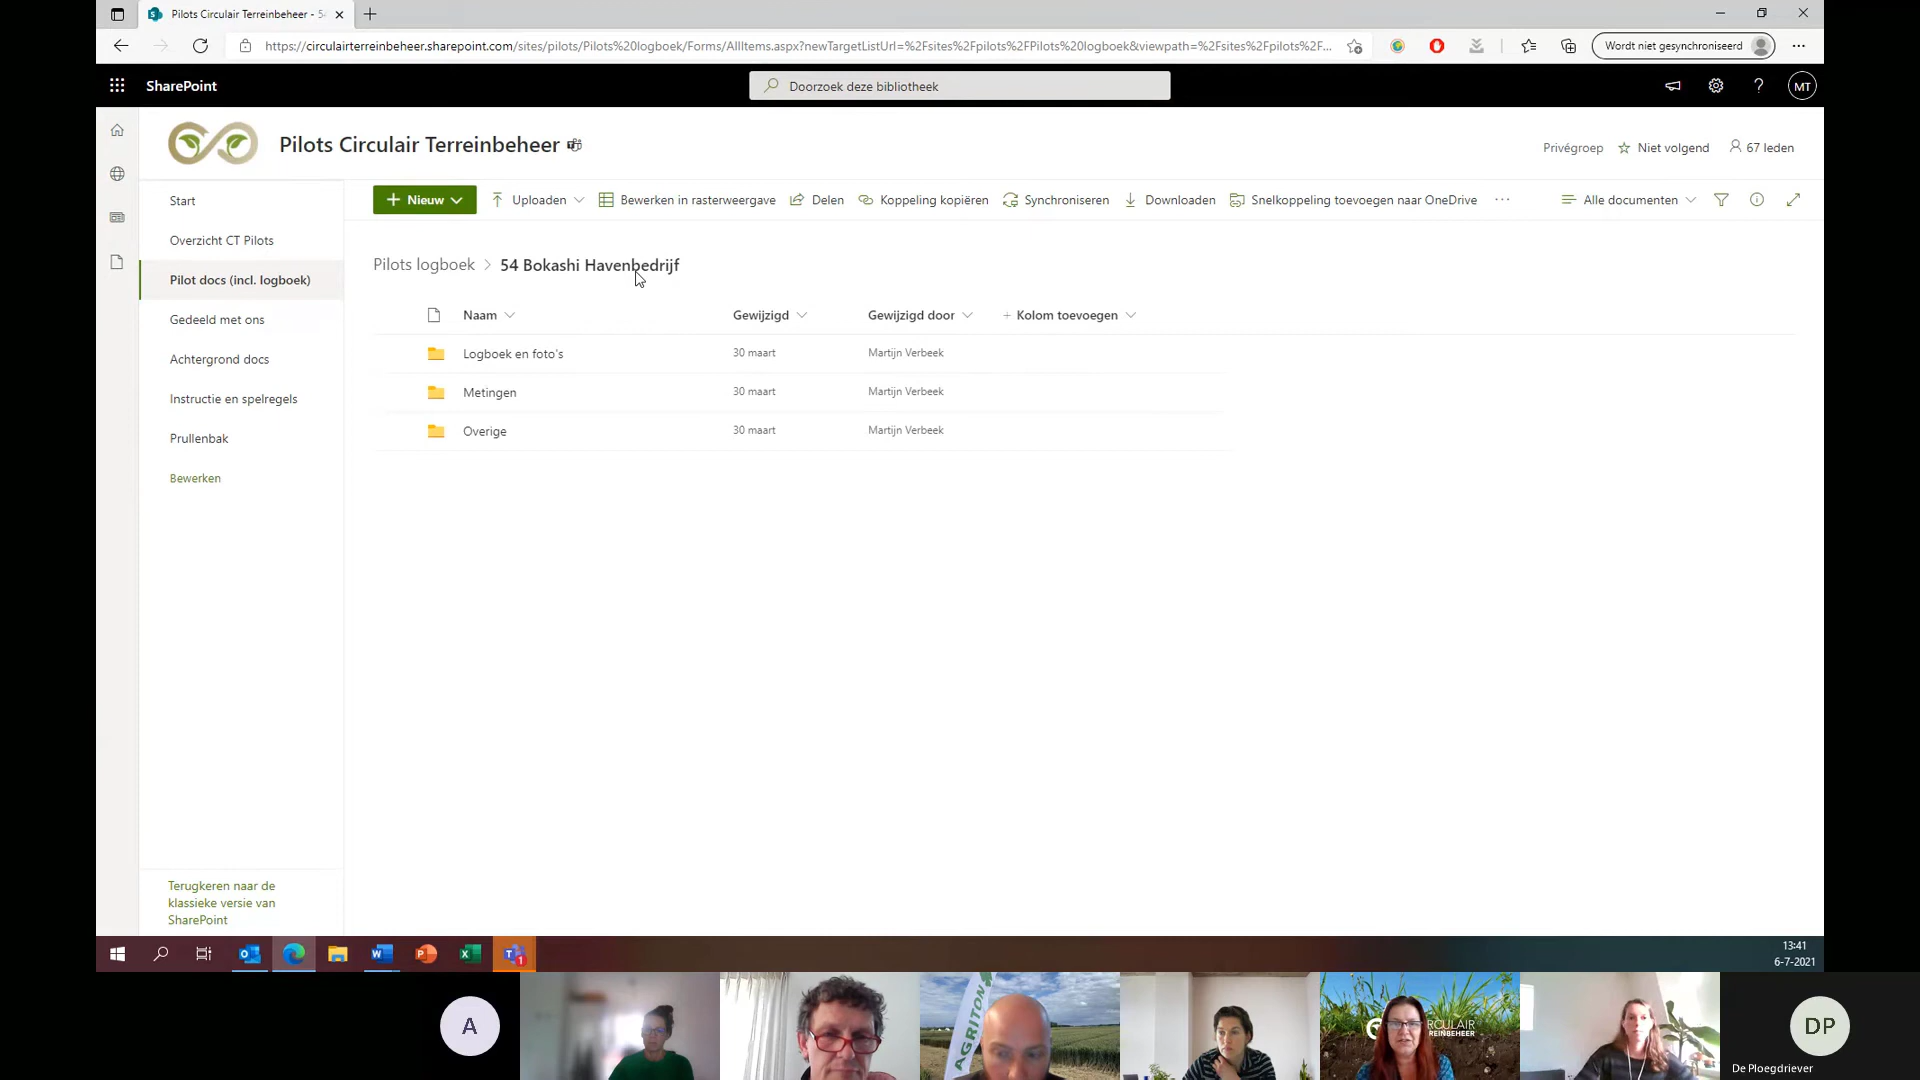 Pilots Circulair Terreinbeheer - 54
https://circulairterreinbeheer.sharepoint.com/sites/pilots/Pilots%20logboek/Forms/AllItems.aspx?newTargetListUrl=%2Fsites%2Fpilots%2FPilots%20logboek&viewpath=%2Fsites%2Fpilots%2F...
Wordt niet gesynchroniseerd
SharePoint
Doorzoek deze bibliotheek
MT
Pilots Circulair Terreinbeheer
Privégroep
Niet volgend
67 leden
Start
Overzicht CT Pilots
Pilot docs (incl. logboek)
Gedeeld met ons
Achtergrond docs
Instructie en spelregels
Prullenbak
Bewerken
Nieuw
Uploaden
Bewerken in rasterweergave
Delen
Koppeling kopiëren
Synchroniseren
Downloaden
Snelkoppeling toevoegen naar OneDrive
Alle documenten
Pilots logboek > 54 Bokashi Havenbedrijf
Naam Gewijzigd Gewijzigd door + Kolom toevoegen
Logboek en foto's 30 maart Martijn Verbeek
Metingen 30 maart Martijn Verbeek
Overige 30 maart Martijn Verbeek
Terugkeren naar de
klassieke versie van
SharePoint
13:41
6-7-2021
A
AGRITON
DP
De Ploegdriever